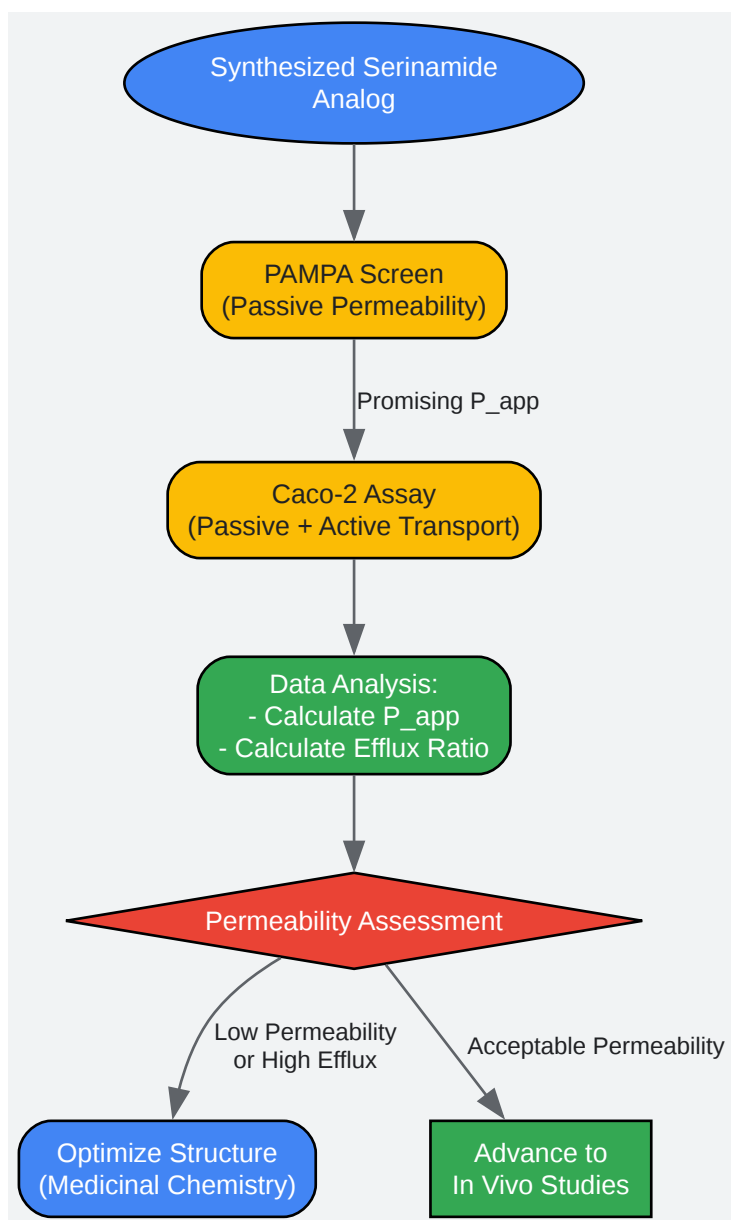 Synthesized Serinamide
Analog
PAMPA Screen
(Passive Permeability)
Promising P_app
Caco-2 Assay
(Passive + Active Transport)
Data Analysis:
- Calculate P_app
- Calculate Efflux Ratio
Permeability Assessment
Low Permeability
or High Efflux
Acceptable Permeability
Optimize Structure
(Medicinal Chemistry)
Advance to
In Vivo Studies